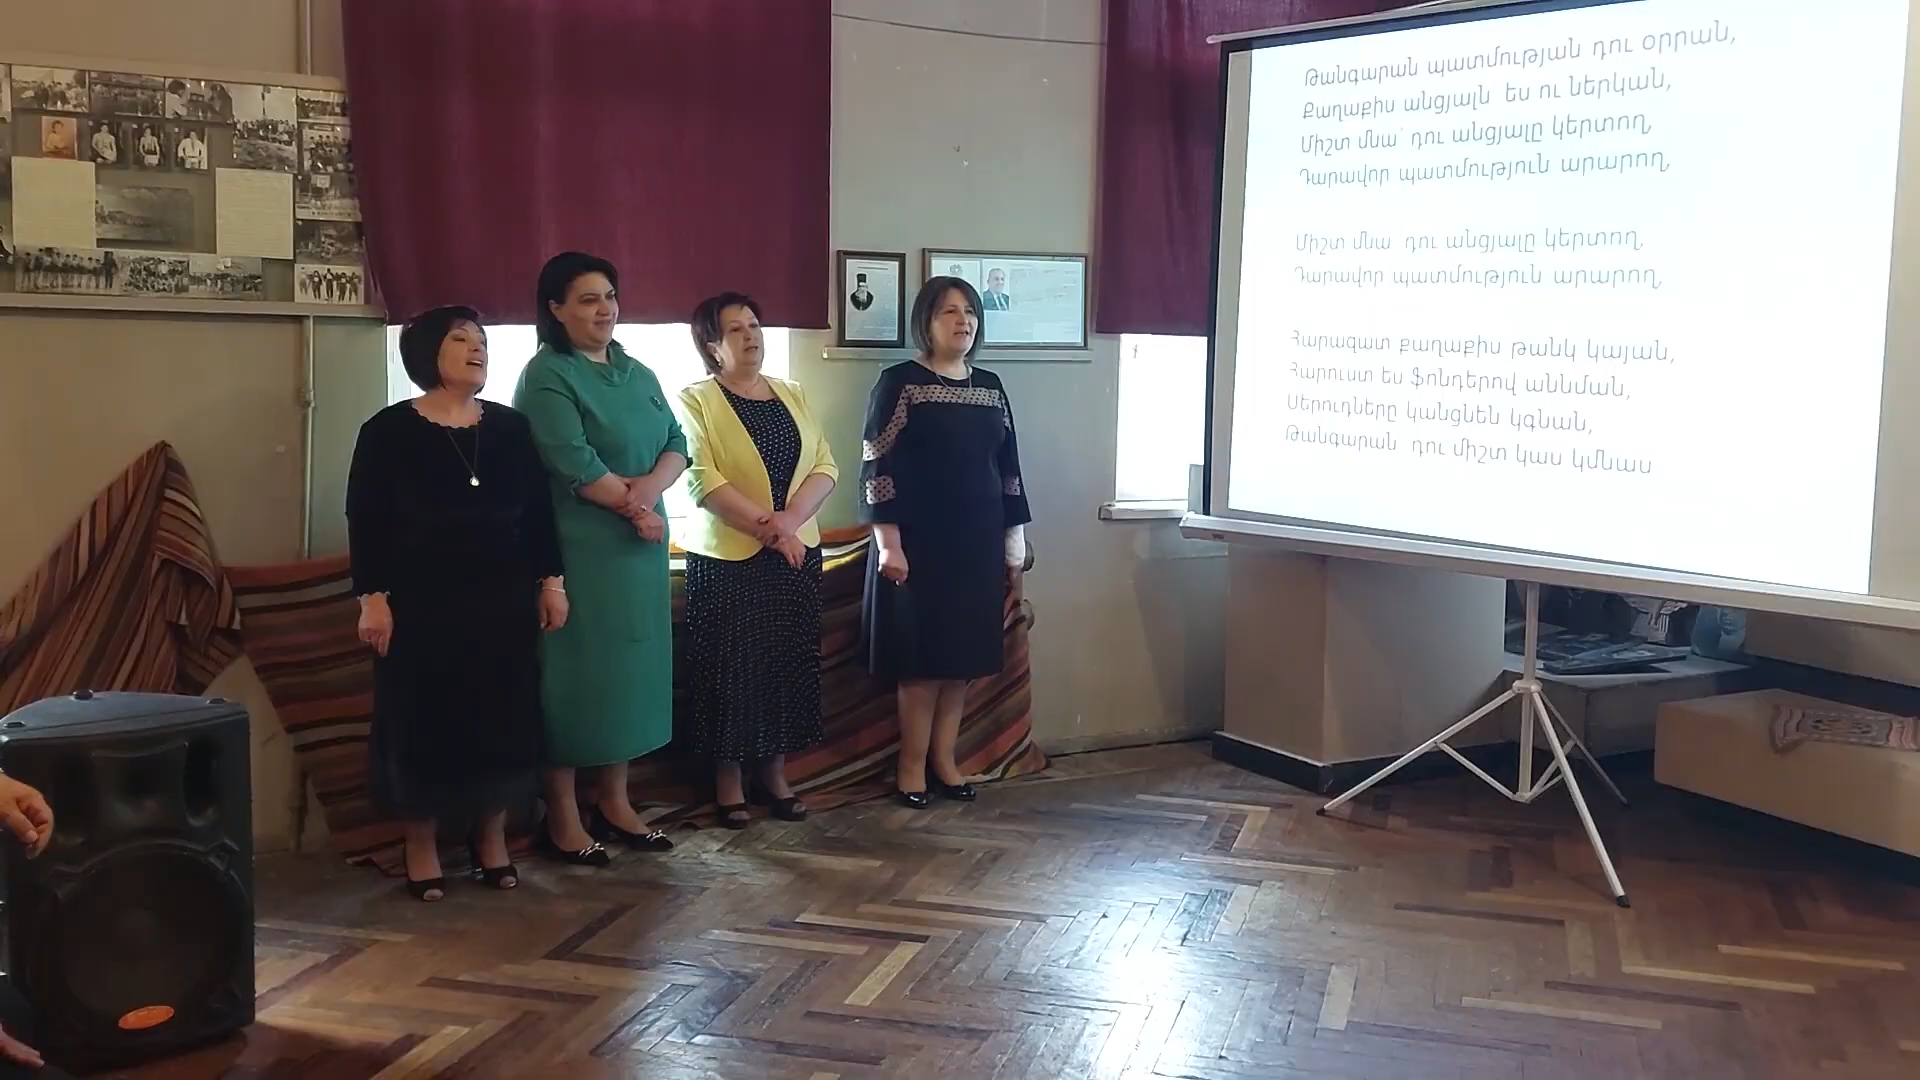 Թանգարան պատմության դու օրրան,
Քաղաքիս անցյալն ես ու ներկան,
Միշտ մնա՛ դու անցյալը կերտող,
Դարավոր պատմություն արարող,
Միշտ մնա դու անցյալը կերտող,
Դարավոր պատմություն արարող,
Հարազատ քաղաքիս թանկ կայան,
Հարուստ ես ֆոնդերով աննման,
Սերուդները կանցնեն կգնան,
Թանգարան դու միշտ կաս կմնաս